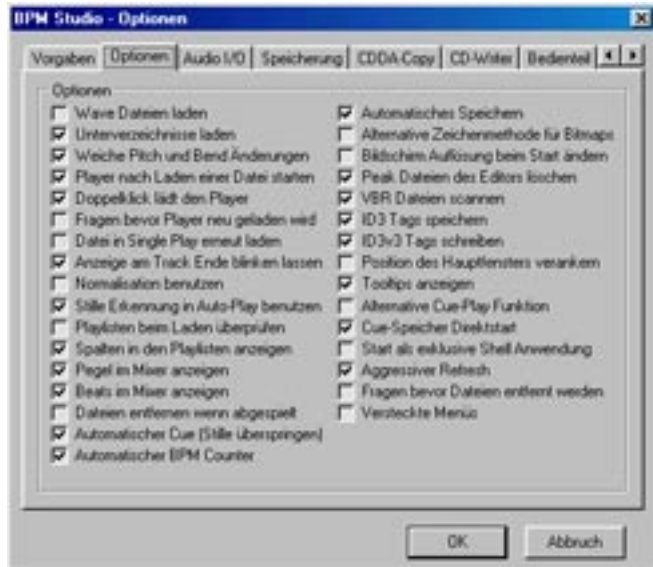 BPM Studio - Optionen
Vorgaben Optionen Audio I/O Speicherung CDDA-Copy CD-Writer Bedienteil
Optionen
Wave Dateien laden
Unterverzeichnisse laden
Weiche Pitch und Bend Änderungen
Player nach Laden einer Datei starten
Doppelklick lädt den Player
Fragen bevor Player neu geladen wird
Datei in Single Play erneut laden
Anzeige am Track Ende blinken lassen
Normalisation benutzen
Stille Erkennung in Auto-Play benutzen
Playlisten beim Laden überprüfen
Spalten in den Playlisten anzeigen
Pegel im Mixer anzeigen
Beats im Mixer anzeigen
Dateien entfernen wenn abgespielt
Automatischer Cue (Stille überspringen)
Automatischer BPM Counter
Automatisches Speichern
Alternative Zeichenmethode für Bitmaps
Bildschirm Auflösung beim Start ändern
Peak Dateien des Editors löschen
VBR Dateien scannen
ID3 Tags speichern
ID3v3 Tags schreiben
Position des Hauptfensters verankern
Tooltips anzeigen
Alternative Cue-Play Funktion
Cue-Speicher Direktstart
Start als exklusive Shell Anwendung
Aggressiver Refresh
Fragen bevor Dateien entfernt werden
Versteckte Menüs
OK Abbruch